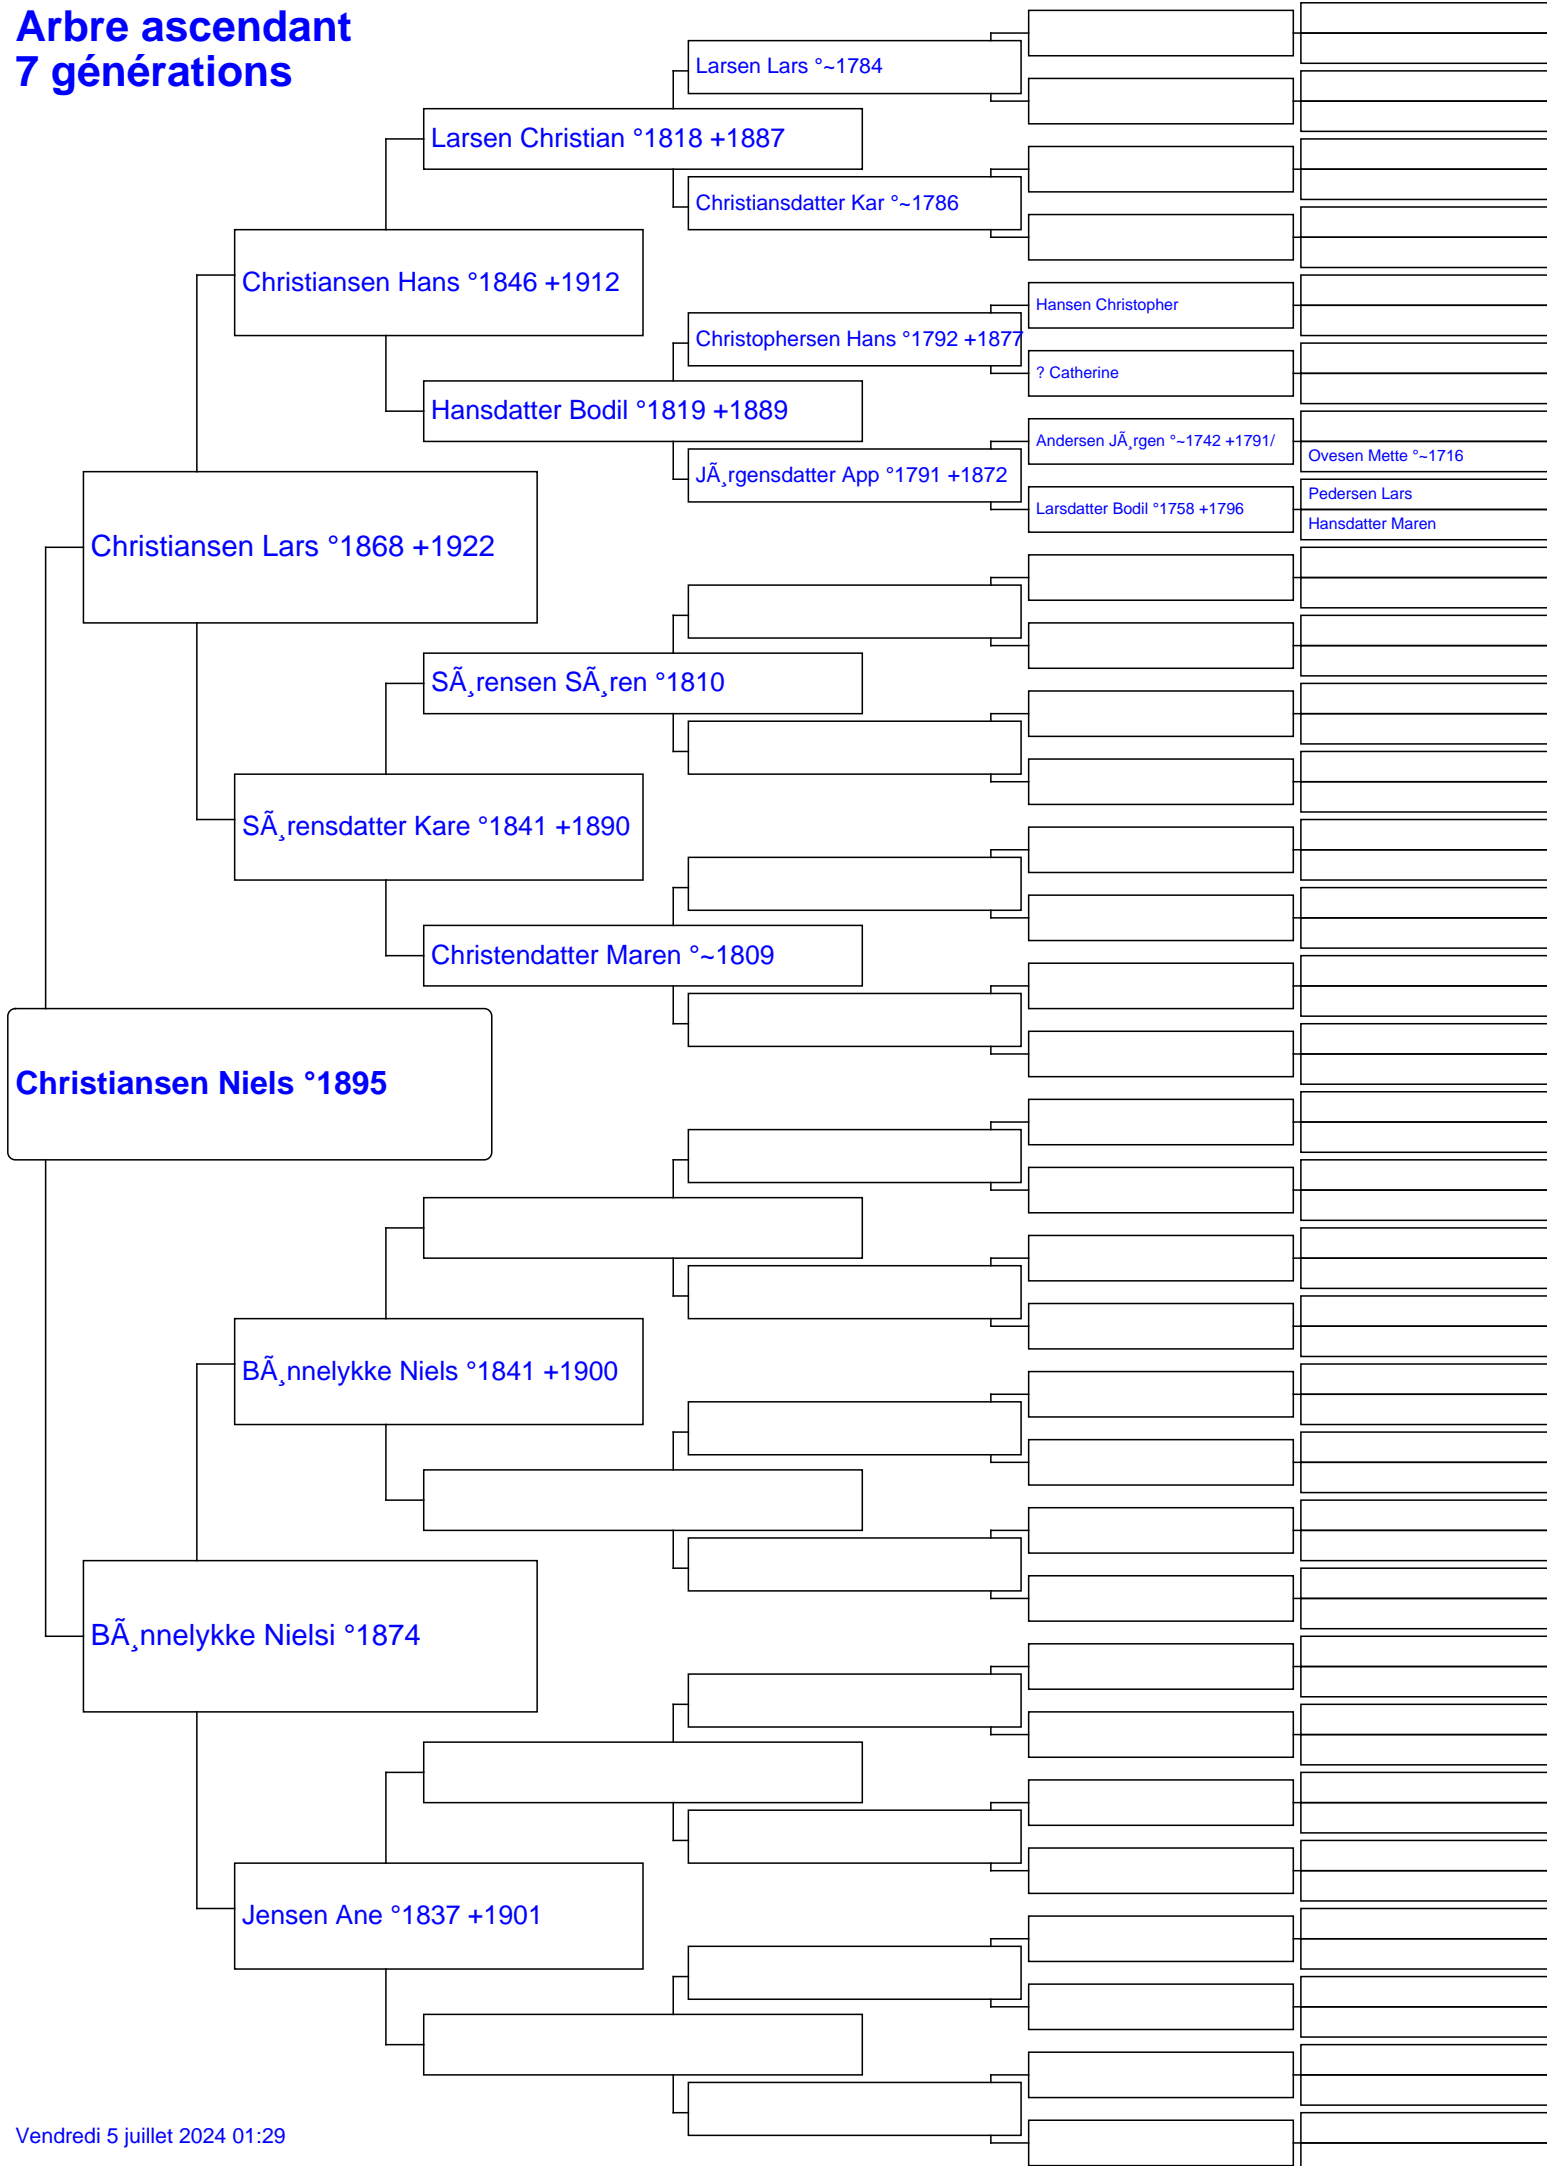 Arbre ascendant
7 générations
Larsen Lars °~1784
Larsen Christian °1818 +1887
Christiansdatter Kar °~1786
Christiansen Hans °1846 +1912
Hansen Christopher
Christophersen Hans °1792 +1877
? Catherine
Hansdatter Bodil °1819 +1889
Andersen JÃ¸rgen °~1742 +1791/
Ovesen Mette °~1716
JÃ¸rgensdatter App °1791 +1872
Pedersen Lars
Larsdatter Bodil °1758 +1796
Hansdatter Maren
Christiansen Lars °1868 +1922
SÃ¸rensen SÃ¸ren °1810
SÃ¸rensdatter Kare °1841 +1890
Christendatter Maren °~1809
Christiansen Niels °1895
BÃ¸nnelykke Niels °1841 +1900
BÃ¸nnelykke Nielsi °1874
Jensen Ane °1837 +1901
Vendredi 5 juillet 2024 01:29